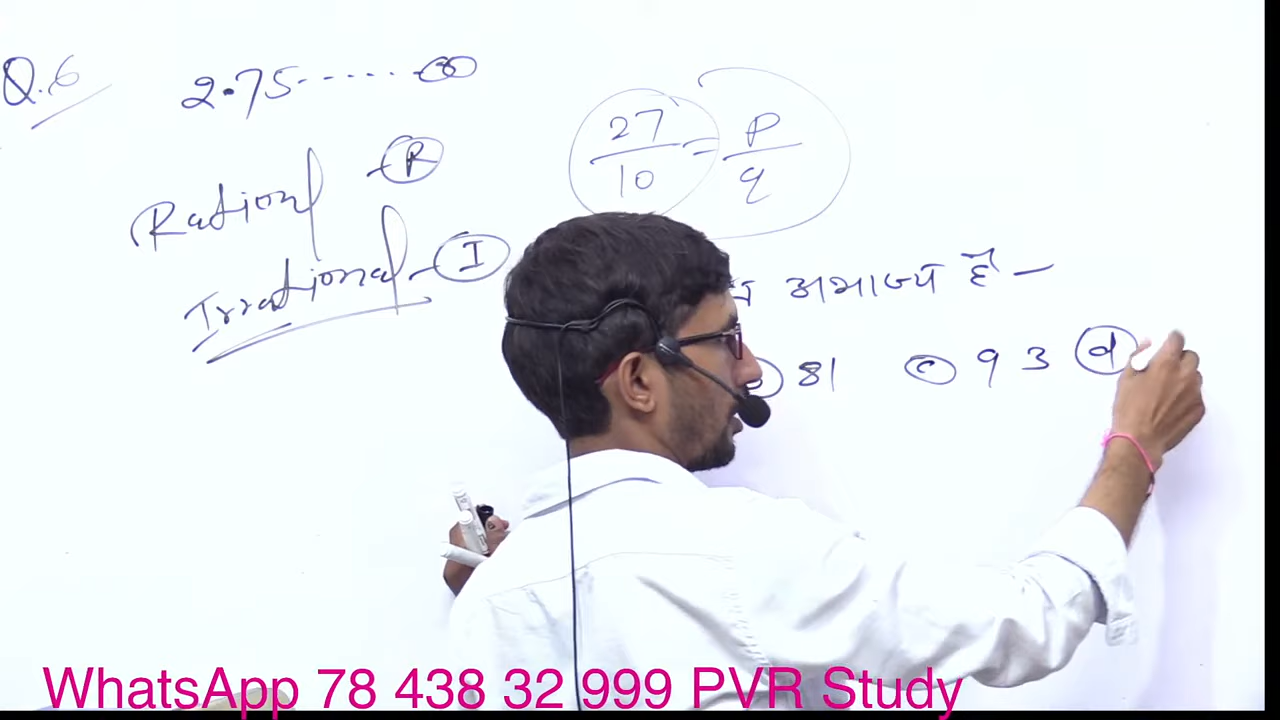 Q.6
2.75...... ∞
Rational - R
Irrational - I
27/10 = P/q
अभाज्य है -
81 c 93 d
WhatsApp 78 438 32 999 PVR Study